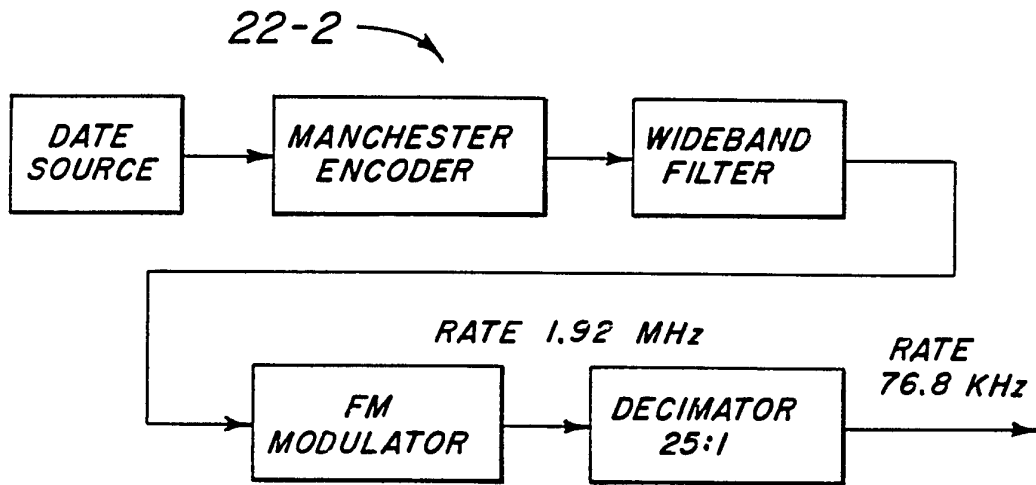 22-2
DATE
SOURCE
MANCHESTER
ENCODER
WIDEBAND
FILTER
RATE 1.92 MHz
RATE
76.8 KHz
FM
MODULATOR
DECIMATOR
25:1